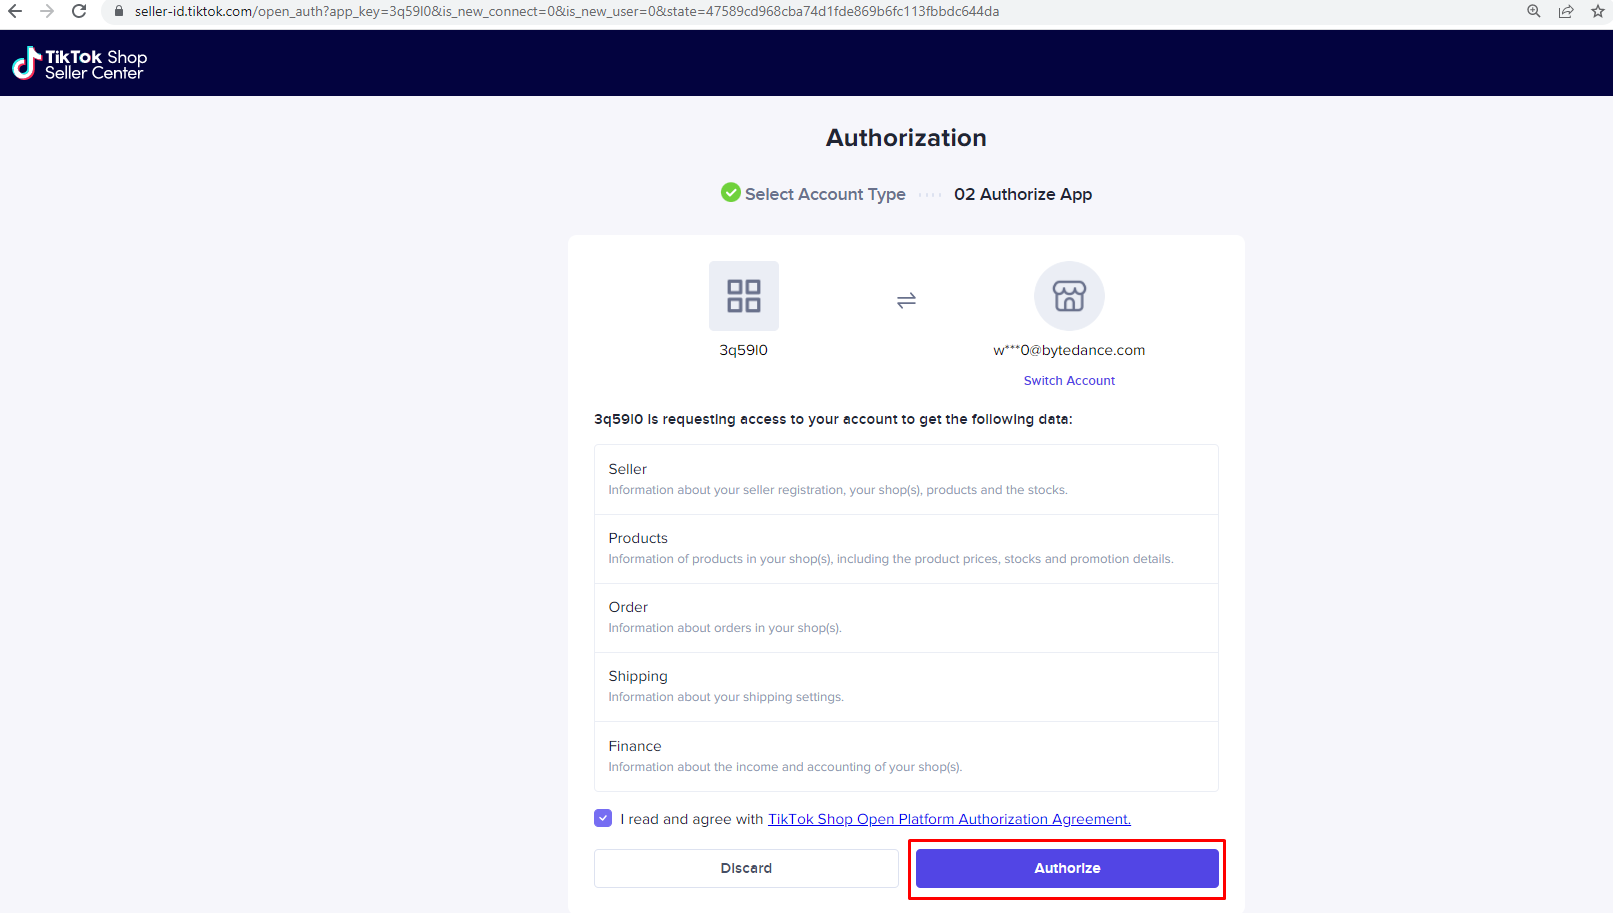 seller-id.tiktok.com/open_auth?app_key=3q59l0&is_new_connect=0&is_new_user=0&state=47589cd968cba74d1fde869b6fc113fbbdc644da
TikTok Shop
Seller Center
Authorization
Select Account Type 02 Authorize App
3q59l0
w***0@bytedance.com
Switch Account
3q59l0 is requesting access to your account to get the following data:
Seller
Information about your seller registration, your shop(s), products and the stocks.
Products
Information of products in your shop(s), including the product prices, stocks and promotion details.
Order
Information about orders in your shop(s).
Shipping
Information about your shipping settings.
Finance
Information about the income and accounting of your shop(s).
I read and agree with TikTok Shop Open Platform Authorization Agreement.
Discard
Authorize